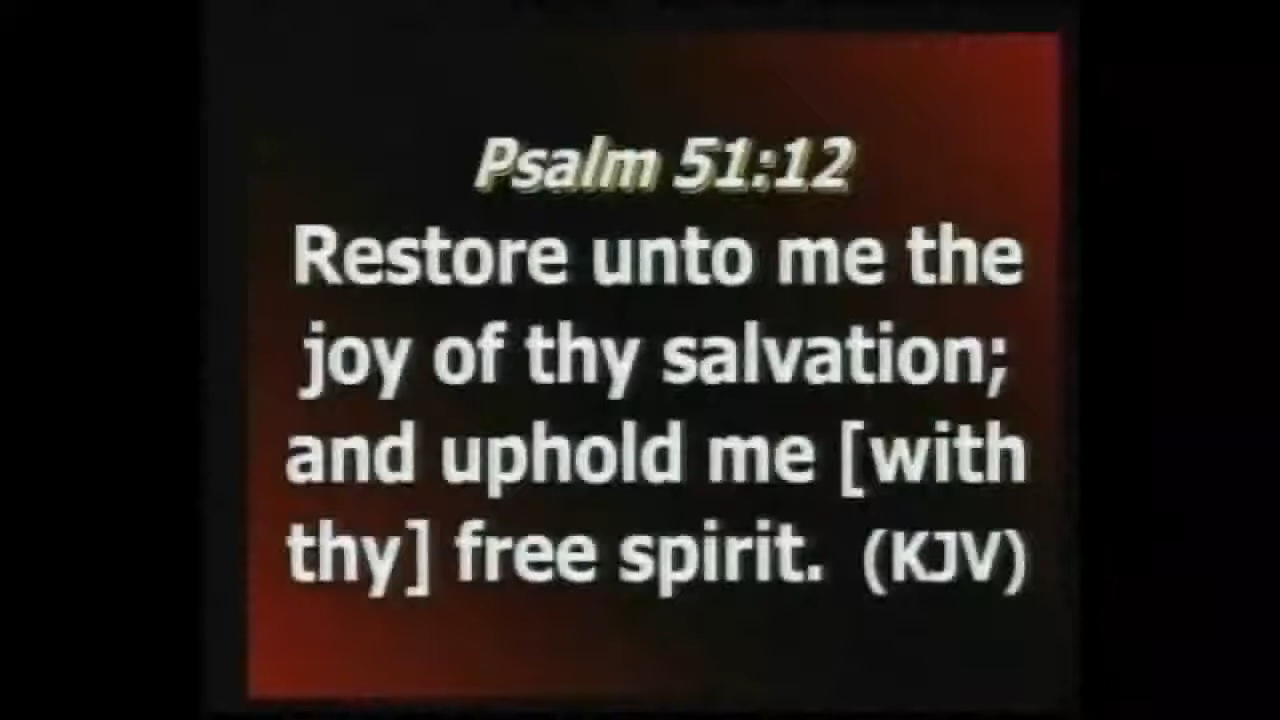 Psalm 51:12
Restore unto me the
joy of thy salvation;
and uphold me [with
thy] free spirit. (KJV)